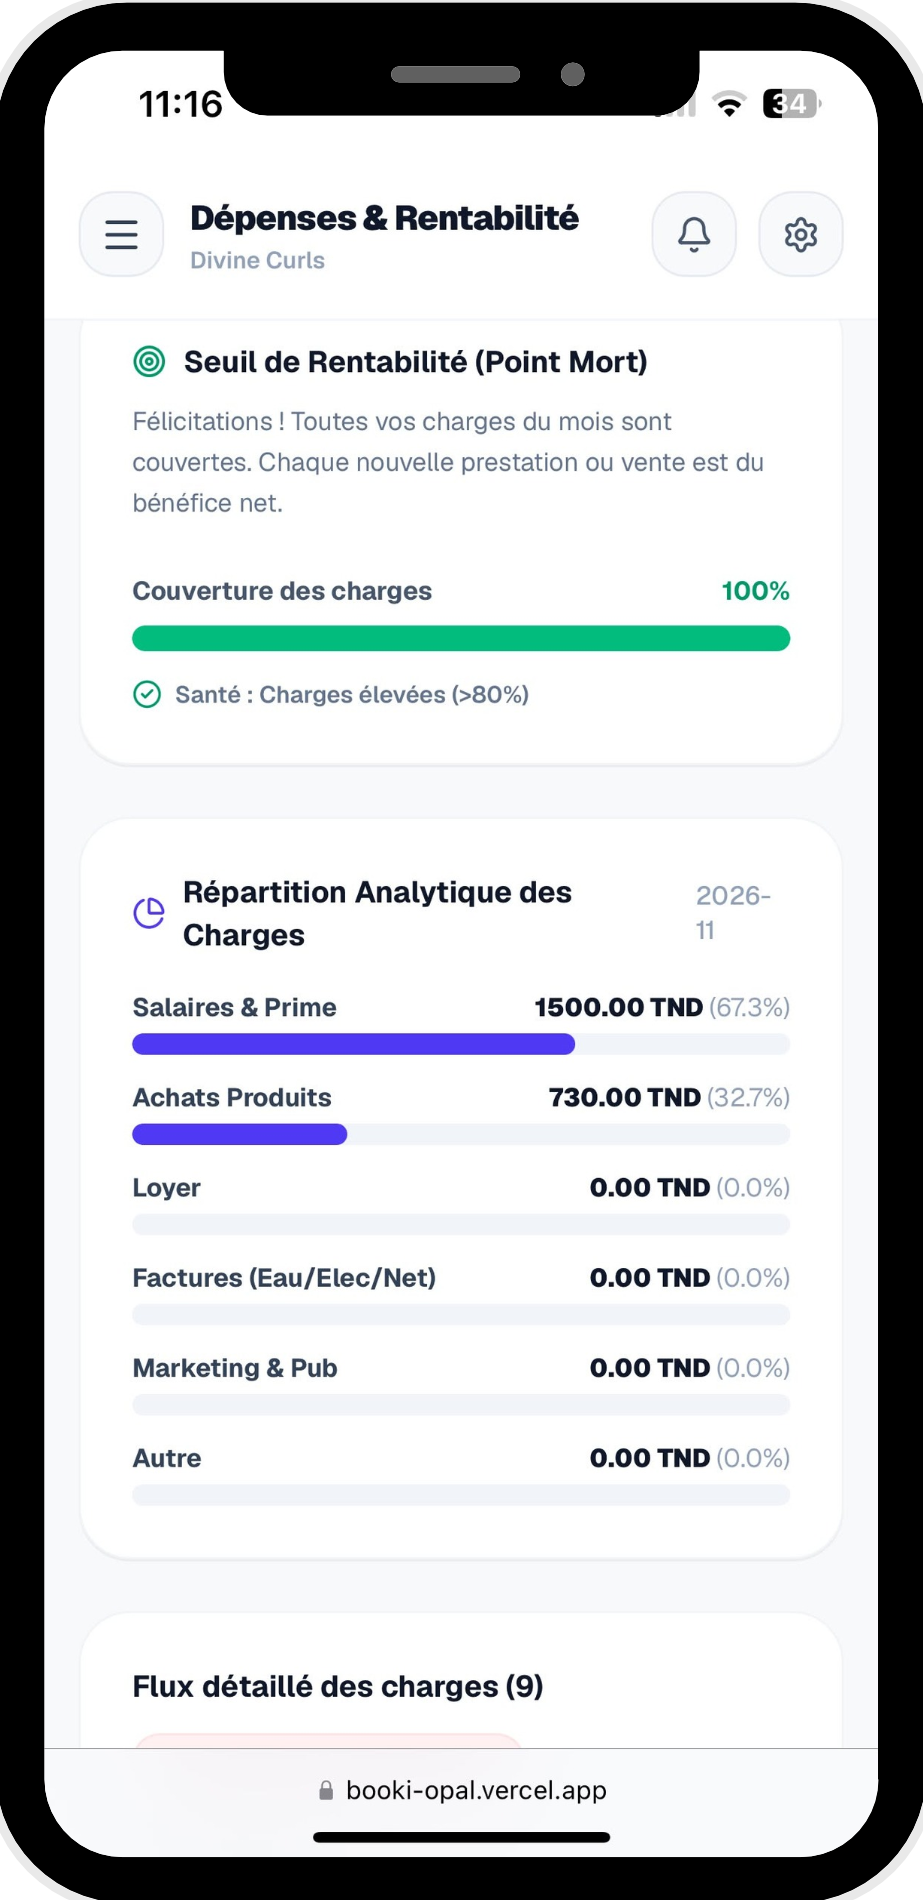 11:16
34
Dépenses & Rentabilité
Divine Curls
Seuil de Rentabilité (Point Mort)
Félicitations ! Toutes vos charges du mois sont
couvertes. Chaque nouvelle prestation ou vente est du
bénéfice net.
Couverture des charges 100%
Santé : Charges élevées (>80%)
Répartition Analytique des
Charges
2026-
11
Salaires & Prime 1500.00 TND (67.3%)
Achats Produits 730.00 TND (32.7%)
Loyer 0.00 TND (0.0%)
Factures (Eau/Elec/Net) 0.00 TND (0.0%)
Marketing & Pub 0.00 TND (0.0%)
Autre 0.00 TND (0.0%)
Flux détaillé des charges (9)
booki-opal.vercel.app